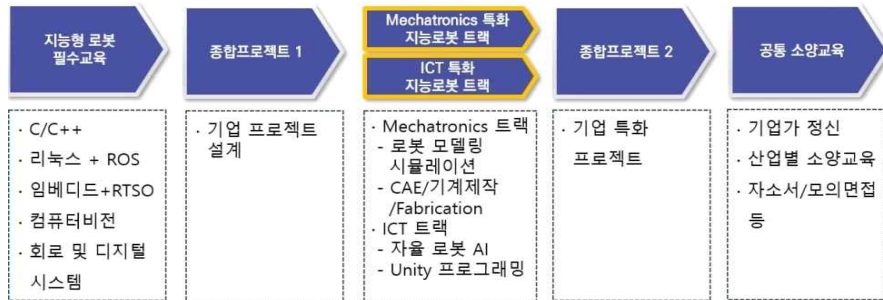 지능형 로봇
필수교육
종합프로젝트 1
Mechatronics 특화
지능로봇 트랙
ICT 특화
지능로봇 트랙
종합프로젝트 2
공통 소양교육
· C/C++
· 리눅스 + ROS
· 임베디드+RTSO
· 컴퓨터비전
· 회로 및 디지털
시스템
· 기업 프로젝트
설계
· Mechatronics 트랙
- 로봇 모델링
시뮬레이션
- CAE/기계제작
/Fabrication
· ICT 트랙
- 자율 로봇 AI
- Unity 프로그래밍
· 기업 특화
프로젝트
· 기업가 정신
· 산업별 소양교육
· 자소서/모의면접
등